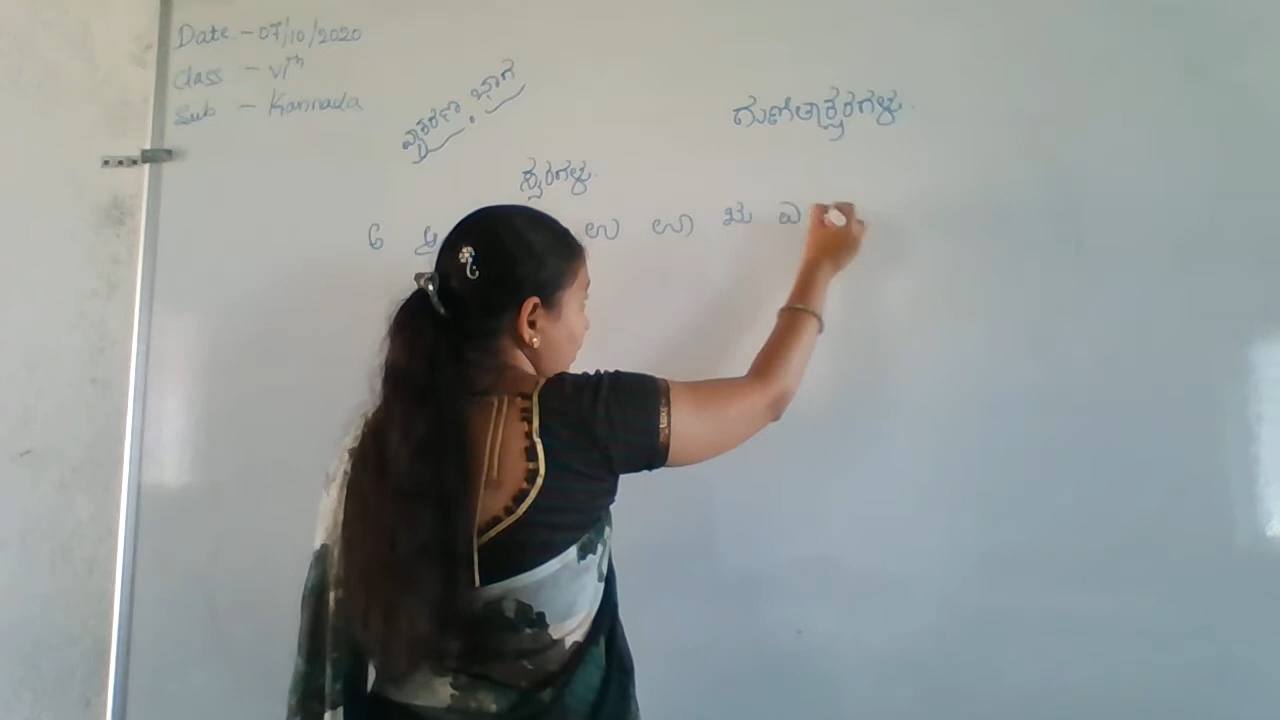 Date - 07/10/2020
Class - VIth
Sub - Kannada
ವ್ಯಾಕರಣ ಭಾಗ
ಗುಣಿತಾಕ್ಷರಗಳು.
ಸ್ವರಗಳು.
ಅ ಆ ಉ ಊ ಋ ಎ